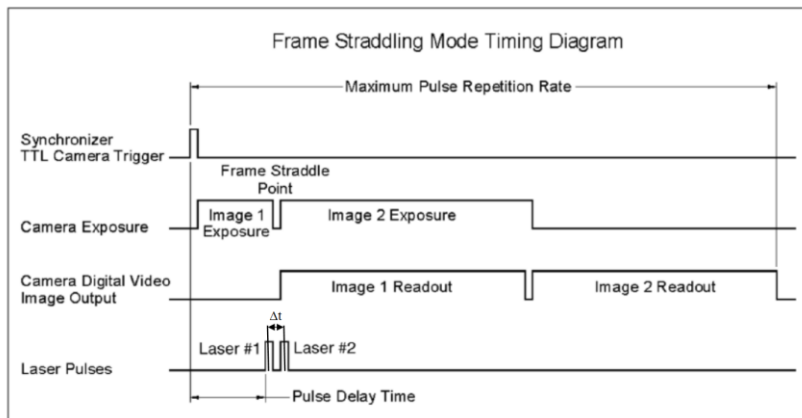 Frame Straddling Mode Timing Diagram
Maximum Pulse Repetition Rate
Synchronizer
TTL Camera Trigger
Frame Straddle
Point
Camera Exposure
Image 1
Exposure
Image 2 Exposure
Camera Digital Video
Image Output
Image 1 Readout
Image 2 Readout
Δt
Laser Pulses
Laser #1
Laser #2
Pulse Delay Time